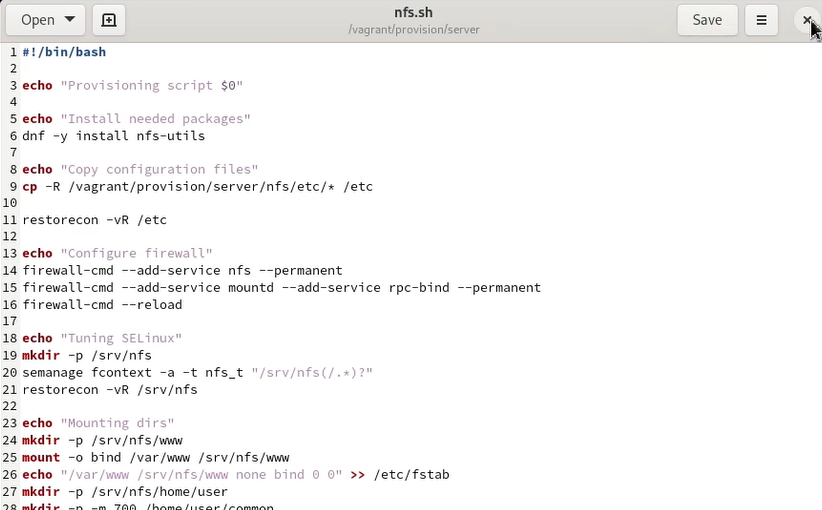 Open
nfs.sh
/vagrant/provision/server
Save
1 #!/bin/bash
2
3 echo "Provisioning script $0"
4
5 echo "Install needed packages"
6 dnf -y install nfs-utils
7
8 echo "Copy configuration files"
9 cp -R /vagrant/provision/server/nfs/etc/* /etc
10
11 restorecon -vR /etc
12
13 echo "Configure firewall"
14 firewall-cmd --add-service nfs --permanent
15 firewall-cmd --add-service mountd --add-service rpc-bind --permanent
16 firewall-cmd --reload
17
18 echo "Tuning SELinux"
19 mkdir -p /srv/nfs
20 semanage fcontext -a -t nfs_t "/srv/nfs(/.*)?"
21 restorecon -vR /srv/nfs
22
23 echo "Mounting dirs"
24 mkdir -p /srv/nfs/www
25 mount -o bind /var/www /srv/nfs/www
26 echo "/var/www /srv/nfs/www none bind 0 0" >> /etc/fstab
27 mkdir -p /srv/nfs/home/user
28 mkdir -p -m 700 /home/user/common